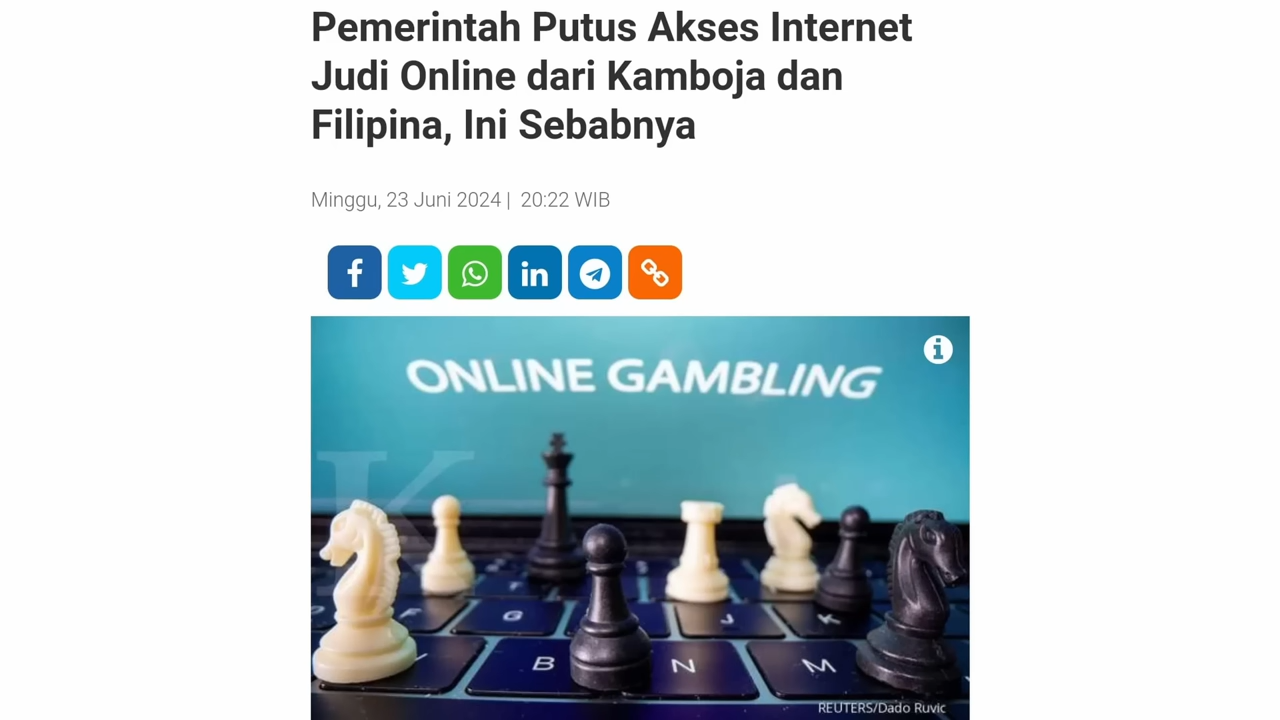 Pemerintah Putus Akses Internet
Judi Online dari Kamboja dan
Filipina, Ini Sebabnya
Minggu, 23 Juni 2024 | 20:22 WIB
f in
i
ONLINE GAMBLING
K
T
F G J K
B N M
REUTERS/Dado Ruvic